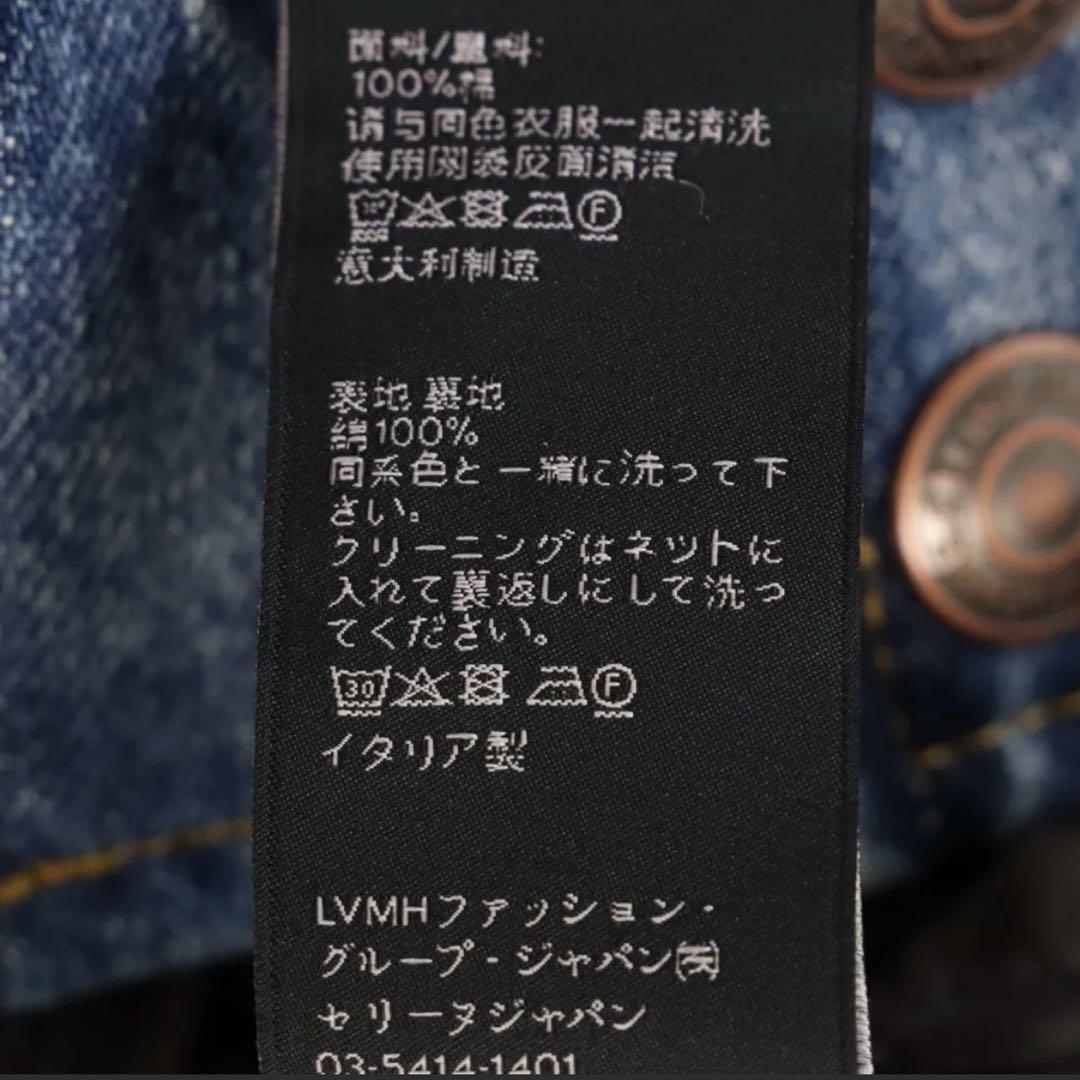 面料/里料:
100%棉
请与同色衣服一起清洗
使用网袋反面清洁
F
意大利制造
表地 裏地
綿100%
同系色と一緒に洗って下
さい。
クリーニングはネットに
入れて裏返しにして洗っ
てください。
30 F
イタリア製
LVMHファッション・
グループ・ジャパン㈱
セリーヌジャパン
03-5414-1401